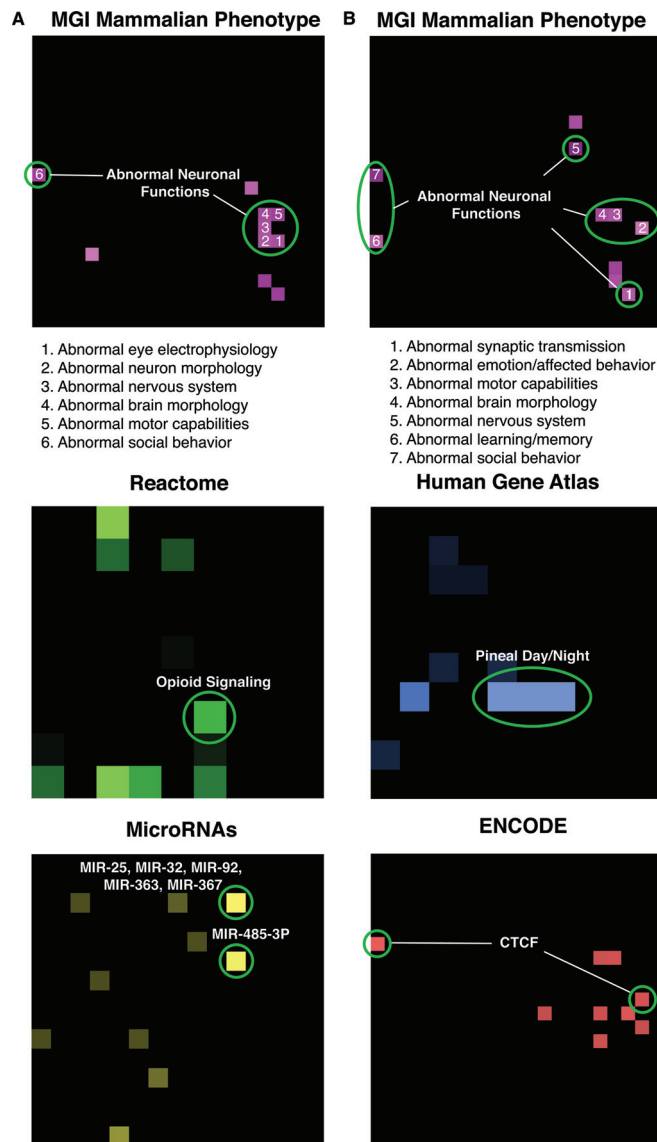 A
MGI Mammalian Phenotype
6
Abnormal Neuronal
Functions
4 5
3
2 1
1. Abnormal eye electrophysiology
2. Abnormal neuron morphology
3. Abnormal nervous system
4. Abnormal brain morphology
5. Abnormal motor capabilities
6. Abnormal social behavior
Reactome
Opioid Signaling
MicroRNAs
MIR-25, MIR-32, MIR-92,
MIR-363, MIR-367
MIR-485-3P
B
MGI Mammalian Phenotype
5
7
Abnormal Neuronal
Functions
4 3
2
6
1
1. Abnormal synaptic transmission
2. Abnormal emotion/affected behavior
3. Abnormal motor capabilities
4. Abnormal brain morphology
5. Abnormal nervous system
6. Abnormal learning/memory
7. Abnormal social behavior
Human Gene Atlas
Pineal Day/Night
ENCODE
CTCF